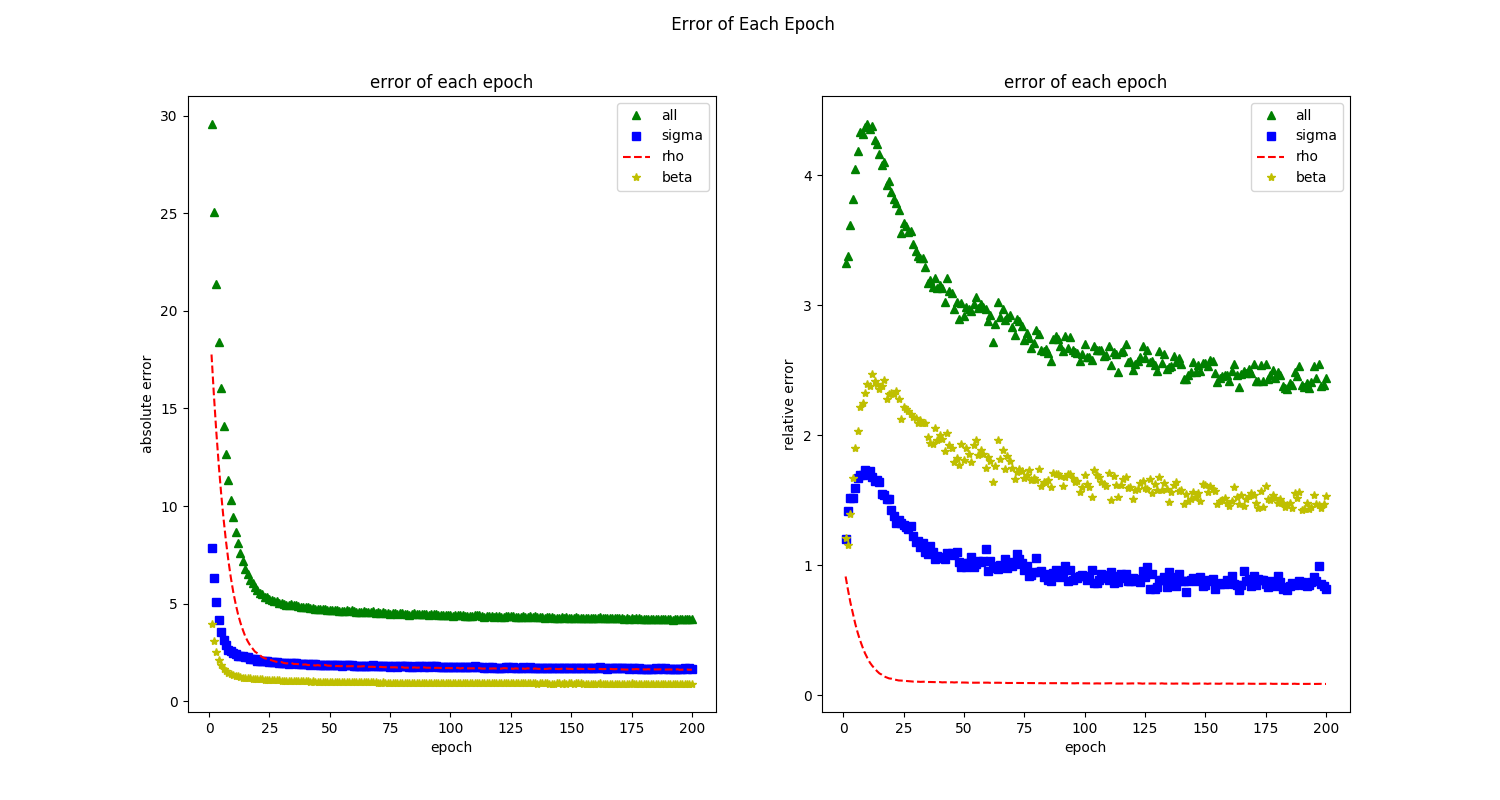 Error of Each Epoch
error of each epoch
30
25
20
15
10
5
0
absolute error
0 25 50 75 100 125 150 175 200
epoch
all
sigma
rho
beta
error of each epoch
4
3
2
1
0
relative error
0 25 50 75 100 125 150 175 200
epoch
all
sigma
rho
beta